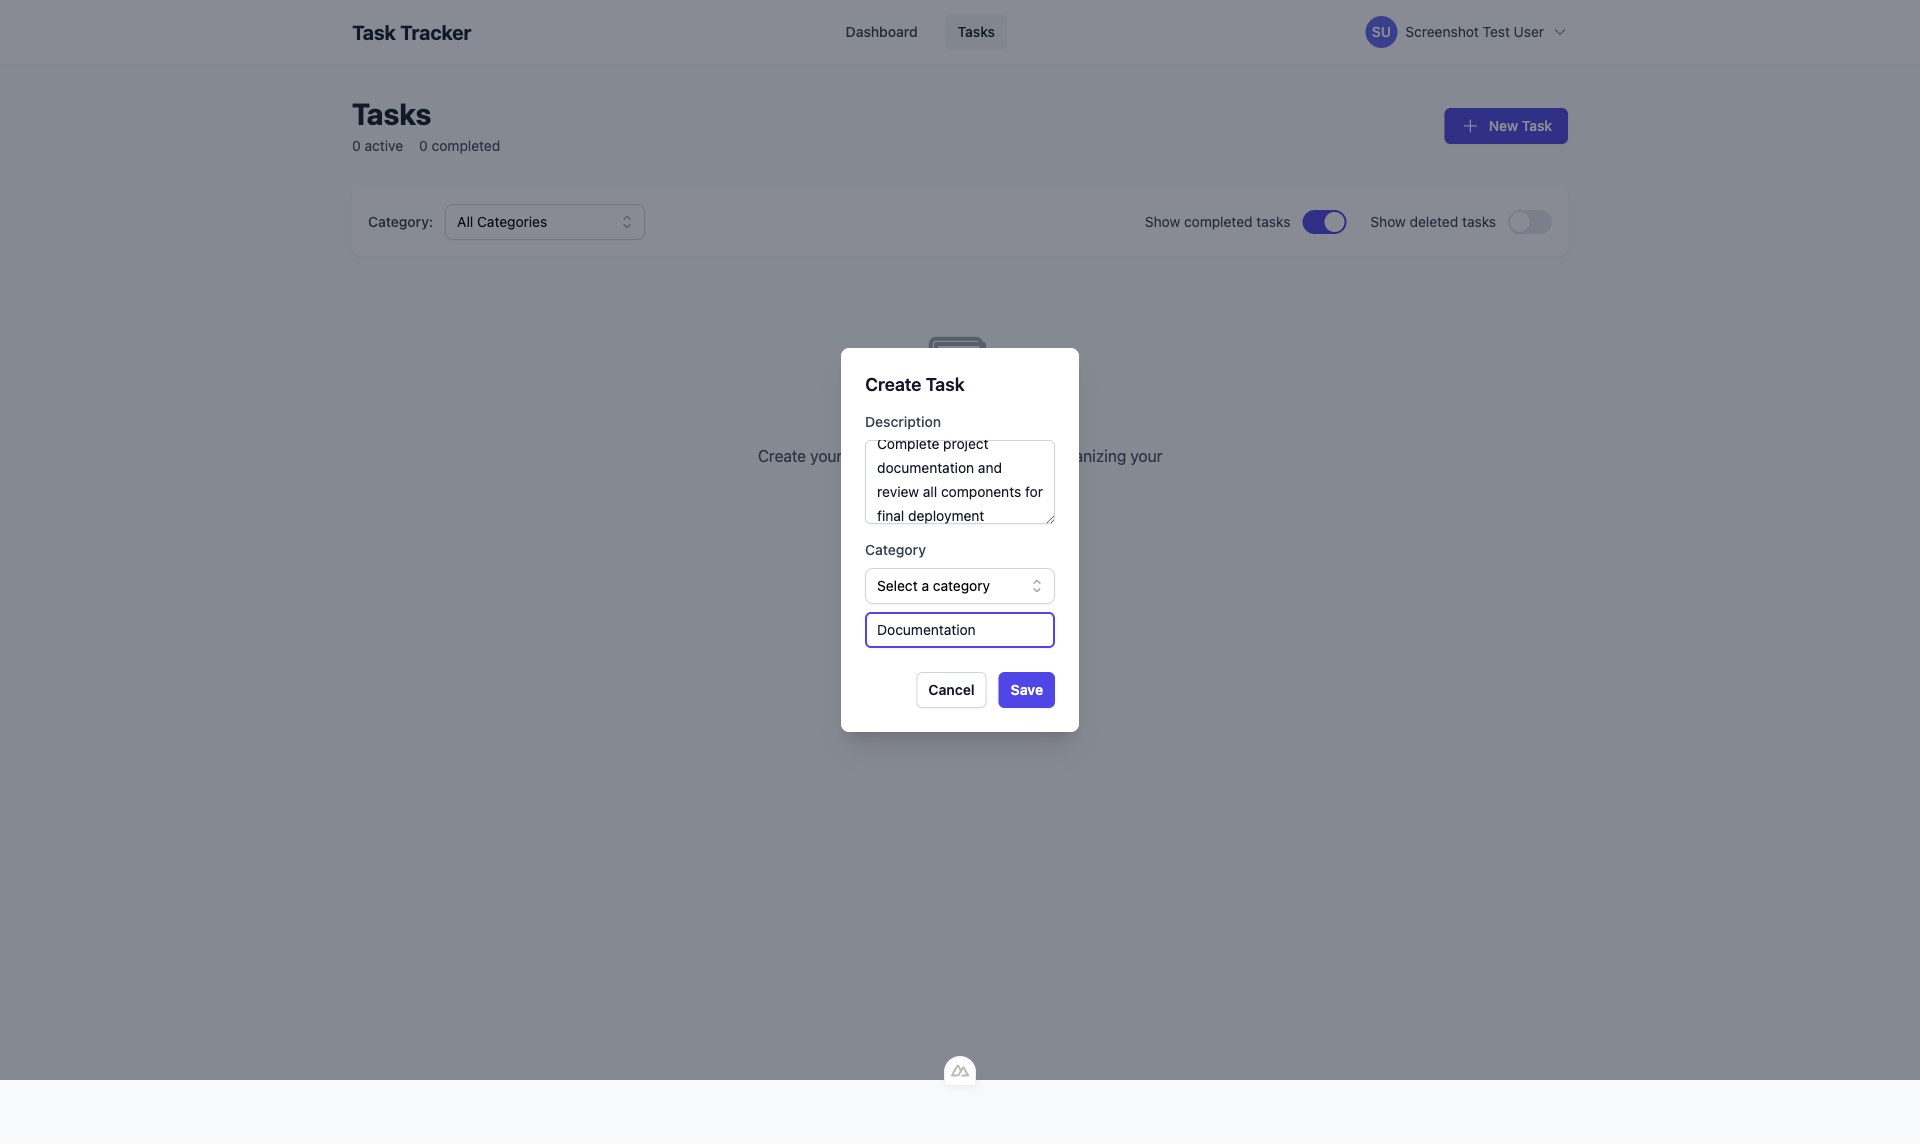 Task Tracker
Dashboard
Tasks
SU
Screenshot Test User
Tasks
0 active 0 completed
New Task
Category:
All Categories
Show completed tasks
Show deleted tasks
Create your
anizing your
Create Task
Description
Complete project
documentation and
review all components for
final deployment
Category
Select a category
Documentation
Cancel
Save